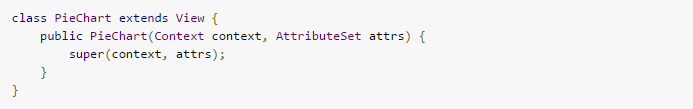 class PieChart extends View {
    public PieChart(Context context, AttributeSet attrs) {
        super(context, attrs);
    }
}